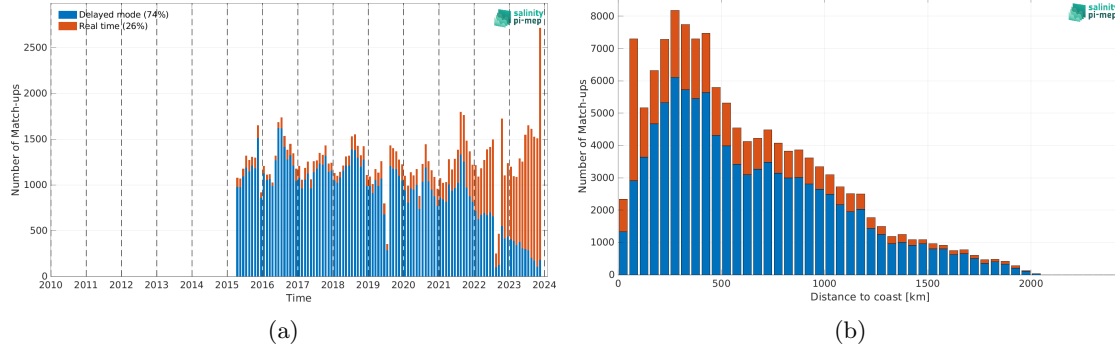 salinity
pi-mep
Delayed mode (74%)
Real time (26%)
Number of Match-ups
2500
2000
1500
1000
500
0
2010 2011 2012 2013 2014 2015 2016 2017 2018 2019 2020 2021 2022 2023 2024
Time
(a)
salinity
pi-mep
Number of Match-ups
8000
7000
6000
5000
4000
3000
2000
1000
0
0 500 1000 1500 2000
Distance to coast [km]
(b)